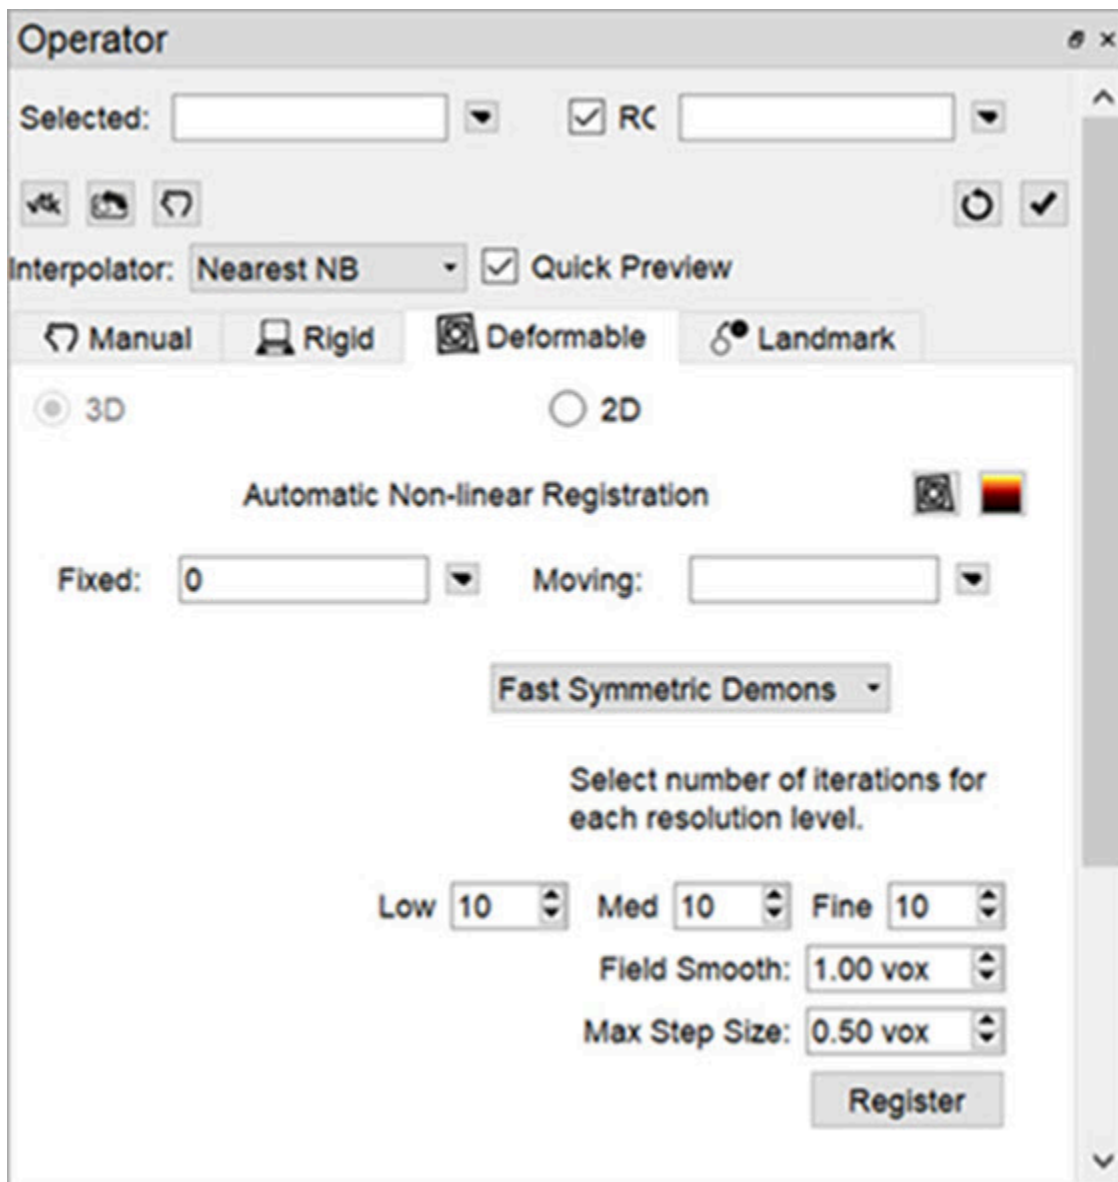 Operator
Selected: RC
Interpolator: Nearest NB Quick Preview
Manual Rigid Deformable Landmark
3D 2D
Automatic Non-linear Registration
Fixed: 0 Moving:
Fast Symmetric Demons
Select number of iterations for
each resolution level.
Low 10 Med 10 Fine 10
Field Smooth: 1.00 vox
Max Step Size: 0.50 vox
Register